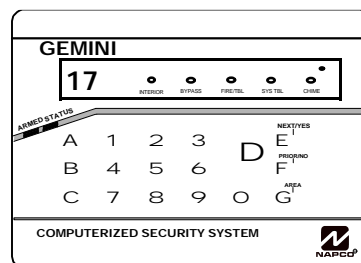 GEMINI
17
INTERIOR BYPASS FIRE/TBL SYS TBL CHIME
ARMED STATUS
NEXT/YES
A 1 2 3 D E
PRIOR/NO
B 4 5 6 F
AREA
C 7 8 9 0 G
COMPUTERIZED SECURITY SYSTEM
NAPCO